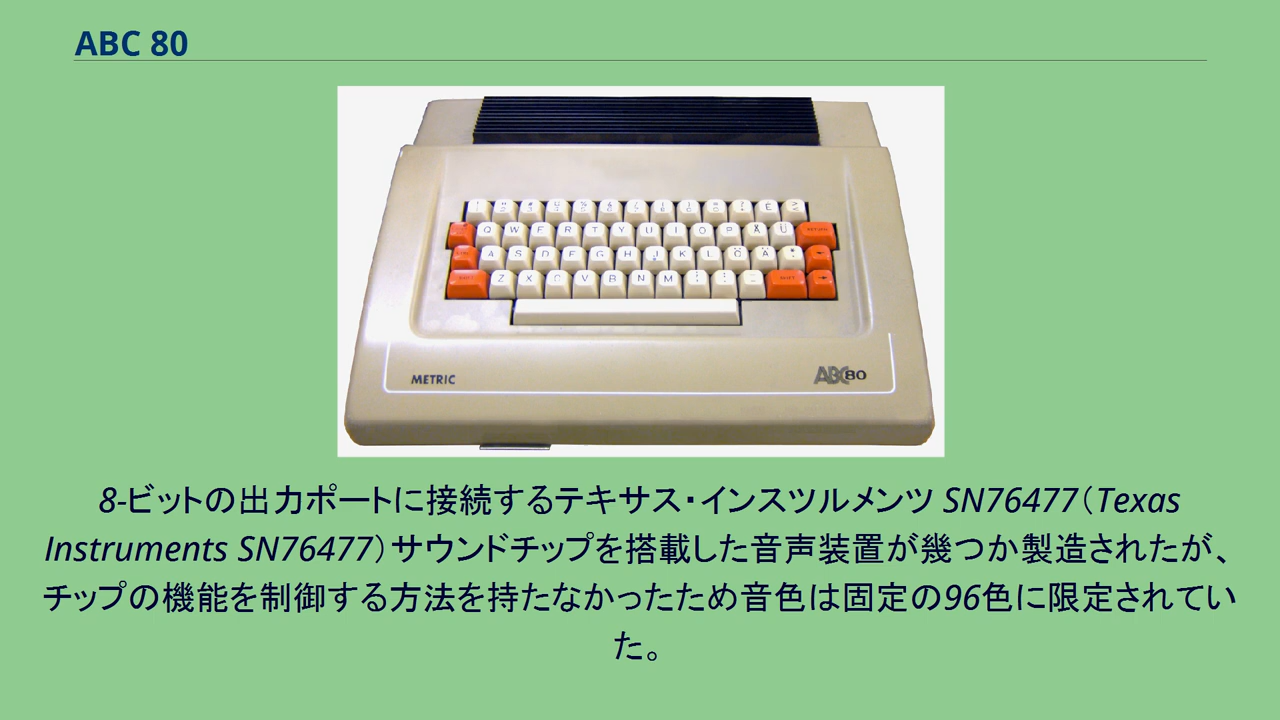 ABC 80
Q W E R T Y U I O P Å Ü
A S D F G H J K L Ö Ä
Z X C V B N M
METRIC
ABC80
8-ビットの出力ポートに接続するテキサス・インスツルメンツ SN76477（Texas
Instruments SN76477）サウンドチップを搭載した音声装置が幾つか製造されたが、
チップの機能を制御する方法を持たなかったため音色は固定の96色に限定されてい
た。